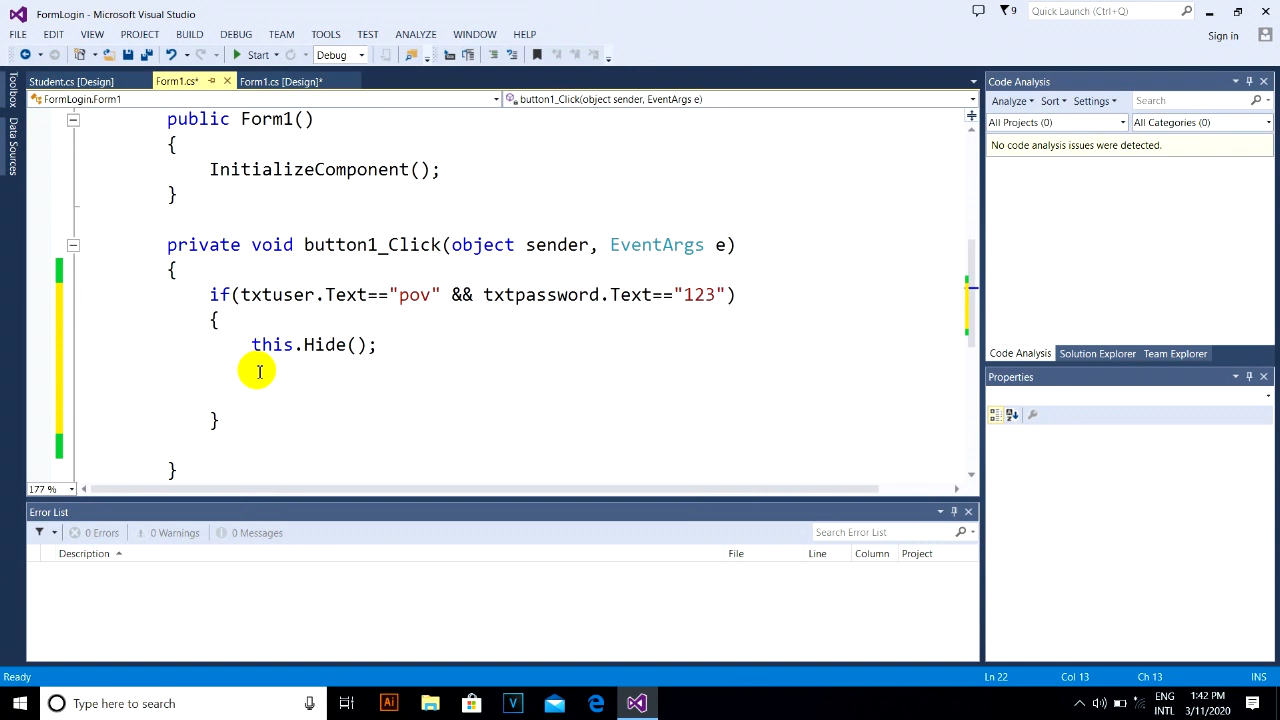 FormLogin - Microsoft Visual Studio
9
Quick Launch (Ctrl+Q)
FILE EDIT VIEW PROJECT BUILD DEBUG TEAM TOOLS TEST ANALYZE WINDOW HELP
Sign in
Start
Debug
Toolbox
Data Sources
Student.cs [Design]
Form1.cs*
Form1.cs [Design]*
FormLogin.Form1
button1_Click(object sender, EventArgs e)
public Form1()
{
InitializeComponent();
}
private void button1_Click(object sender, EventArgs e)
{
if(txtuser.Text=="pov" && txtpassword.Text=="123")
{
this.Hide();
}
}
177 %
Code Analysis
Analyze Sort Settings
Search
All Projects (0) All Categories (0)
No code analysis issues were detected.
Code Analysis Solution Explorer Team Explorer
Properties
Error List
0 Errors 0 Warnings 0 Messages
Search Error List
Description File Line Column Project
Ready
Ln 22 Col 13 Ch 13 INS
Type here to search
Ai
V
ENG
INTL
1:42 PM
3/11/2020